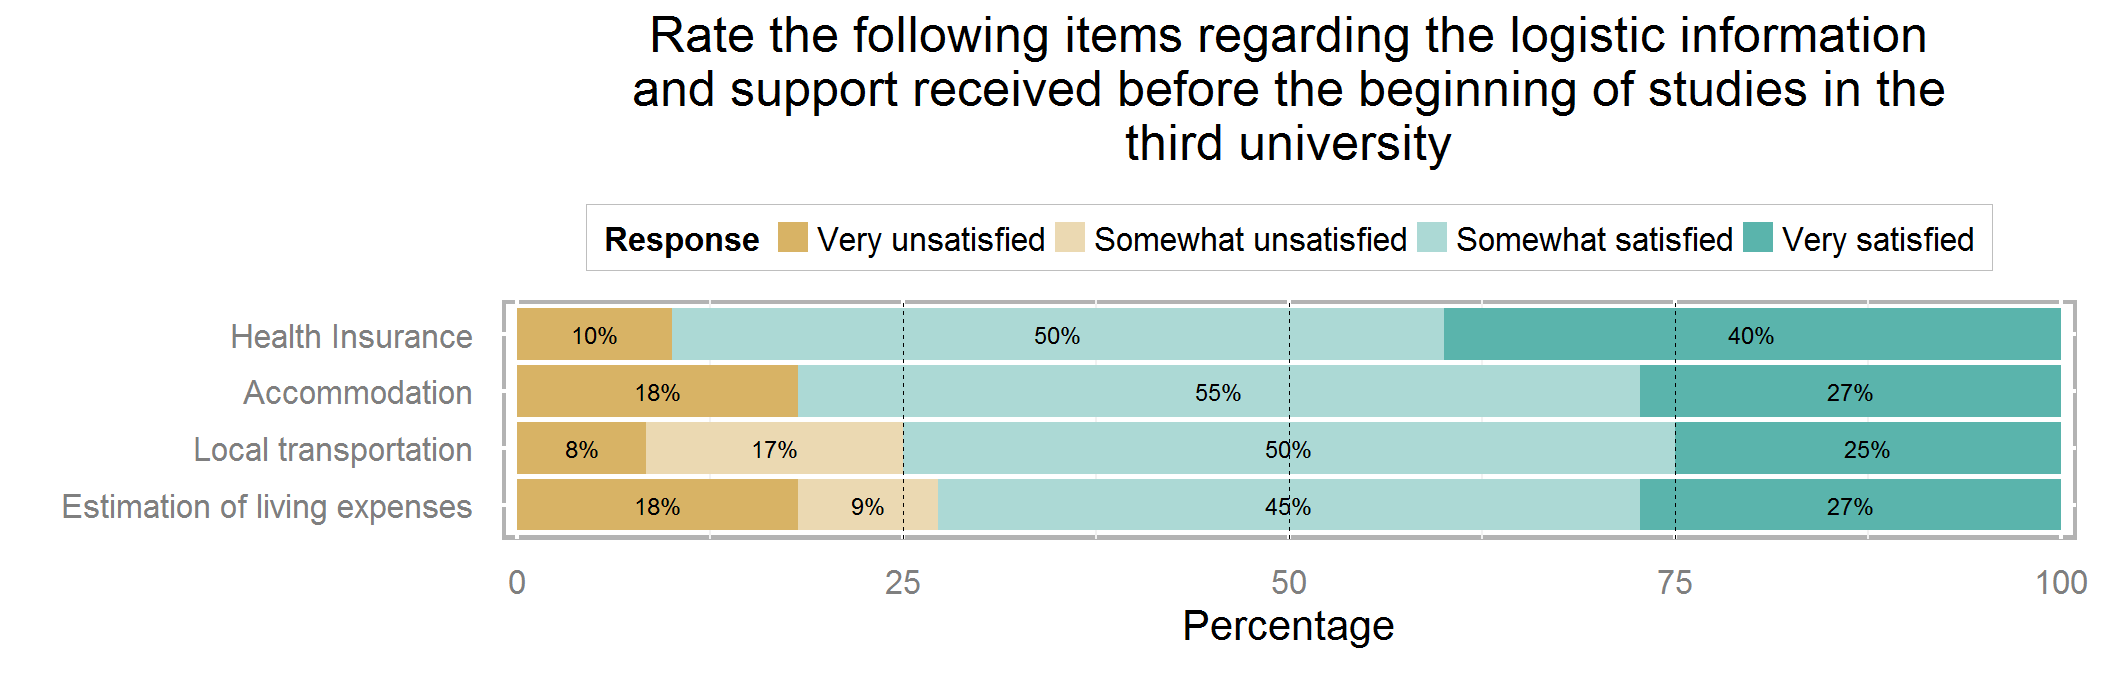 Rate the following items regarding the logistic information
and support received before the beginning of studies in the
third university
Response Very unsatisfied Somewhat unsatisfied Somewhat satisfied Very satisfied
Health Insurance 10% 50% 40%
Accommodation 18% 55% 27%
Local transportation 8% 17% 50% 25%
Estimation of living expenses 18% 9% 45% 27%
0 25 50 75 100
Percentage